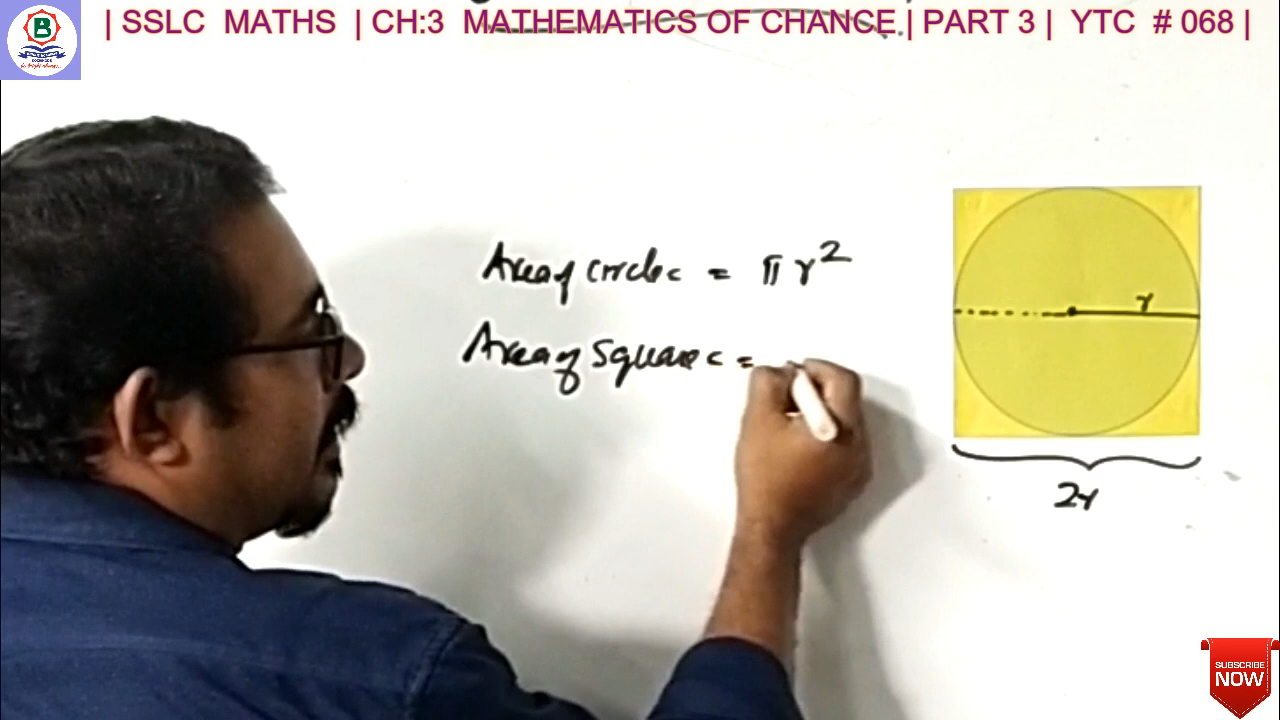 | SSLC MATHS | CH:3 MATHEMATICS OF CHANCE | PART 3 | YTC # 068 |
B
Area of circle = π r²
Area of Square =
r
2r
SUBSCRIBE
NOW